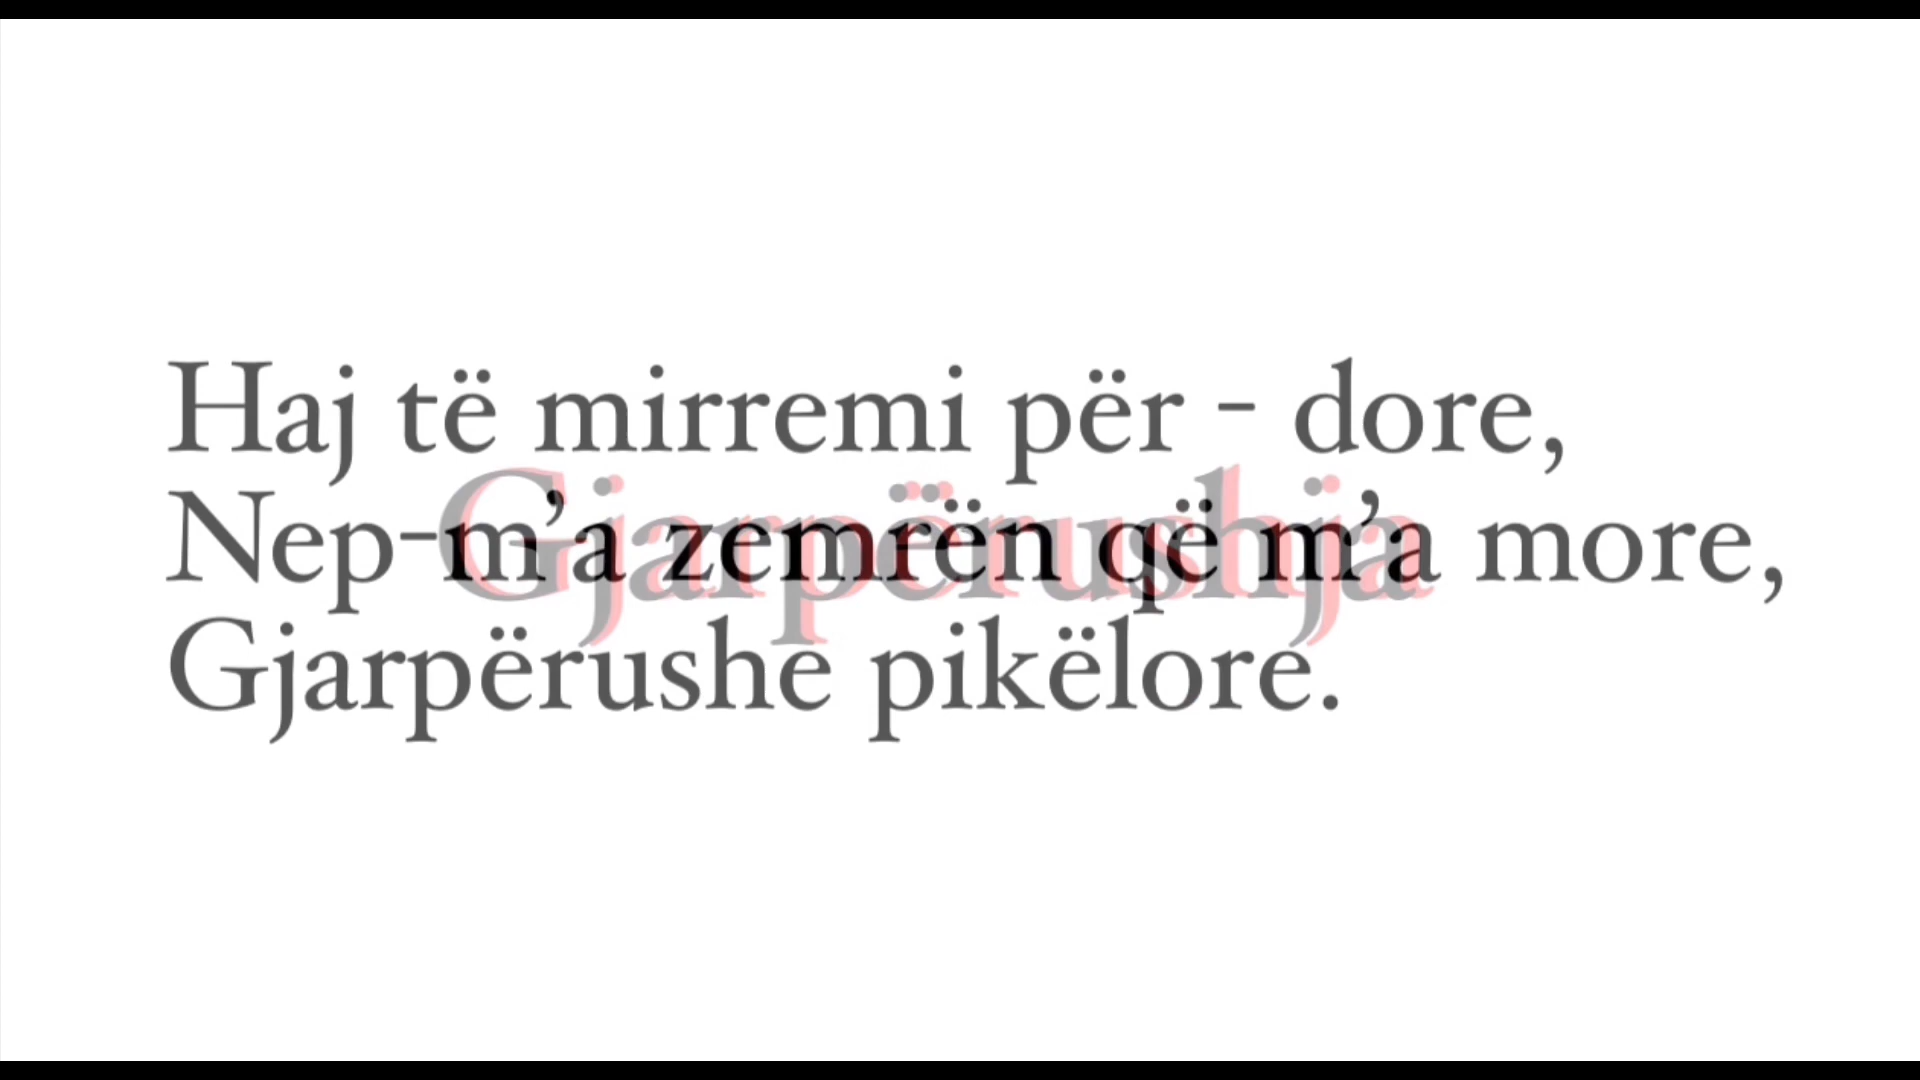 Haj të mirremi për - dore,
Nep-m’a zemrën që m’a more,
Gjarpërushja
Gjarpërushe pikëlore.